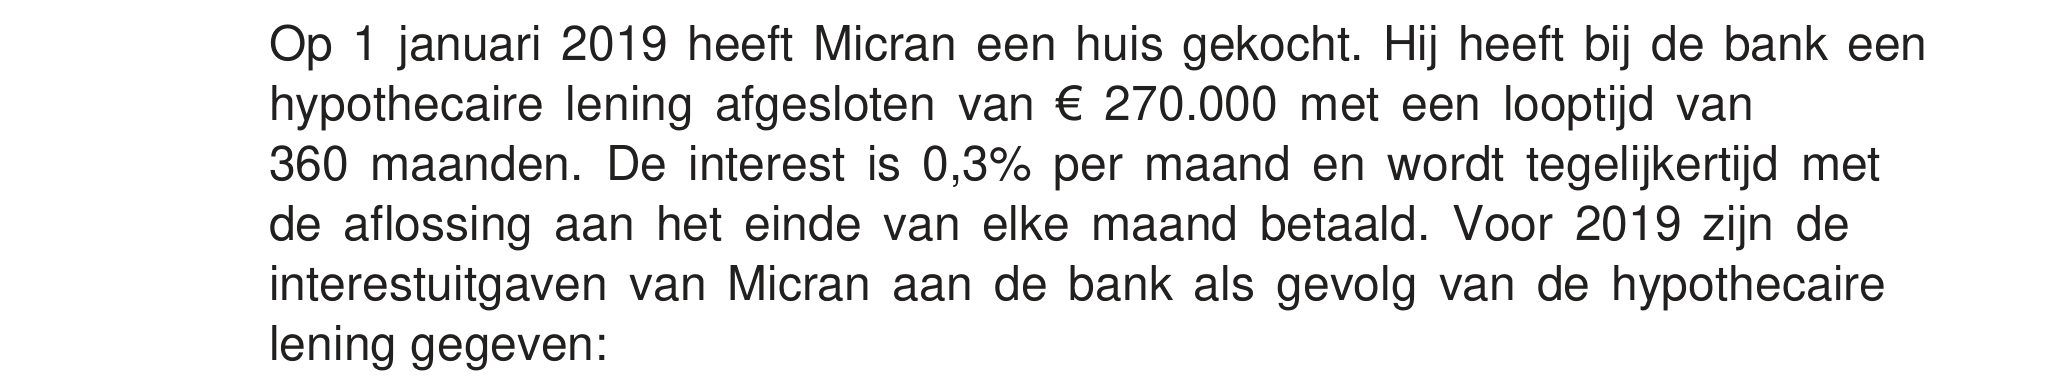 Op 1 januari 2019 heeft Micran een huis gekocht. Hij heeft bij de bank een
hypothecaire lening afgesloten van € 270.000 met een looptijd van
360 maanden. De interest is 0,3% per maand en wordt tegelijkertijd met
de aflossing aan het einde van elke maand betaald. Voor 2019 zijn de
interestuitgaven van Micran aan de bank als gevolg van de hypothecaire
lening gegeven: